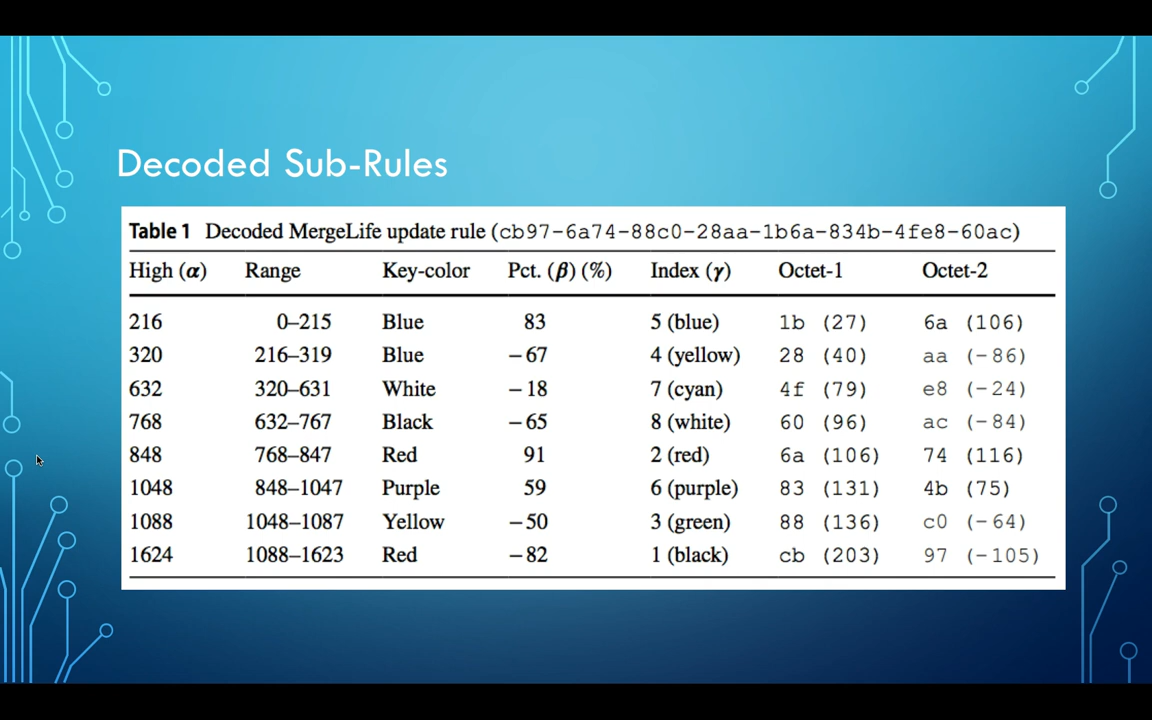 Decoded Sub-Rules
Table 1 Decoded MergeLife update rule (cb97-6a74-88c0-28aa-1b6a-834b-4fe8-60ac)
High (α) Range Key-color Pct. (β) (%) Index (γ) Octet-1 Octet-2
216 0–215 Blue 83 5 (blue) 1b (27) 6a (106)
320 216–319 Blue −67 4 (yellow) 28 (40) aa (-86)
632 320–631 White −18 7 (cyan) 4f (79) e8 (-24)
768 632–767 Black −65 8 (white) 60 (96) ac (-84)
848 768–847 Red 91 2 (red) 6a (106) 74 (116)
1048 848–1047 Purple 59 6 (purple) 83 (131) 4b (75)
1088 1048–1087 Yellow −50 3 (green) 88 (136) c0 (-64)
1624 1088–1623 Red −82 1 (black) cb (203) 97 (-105)